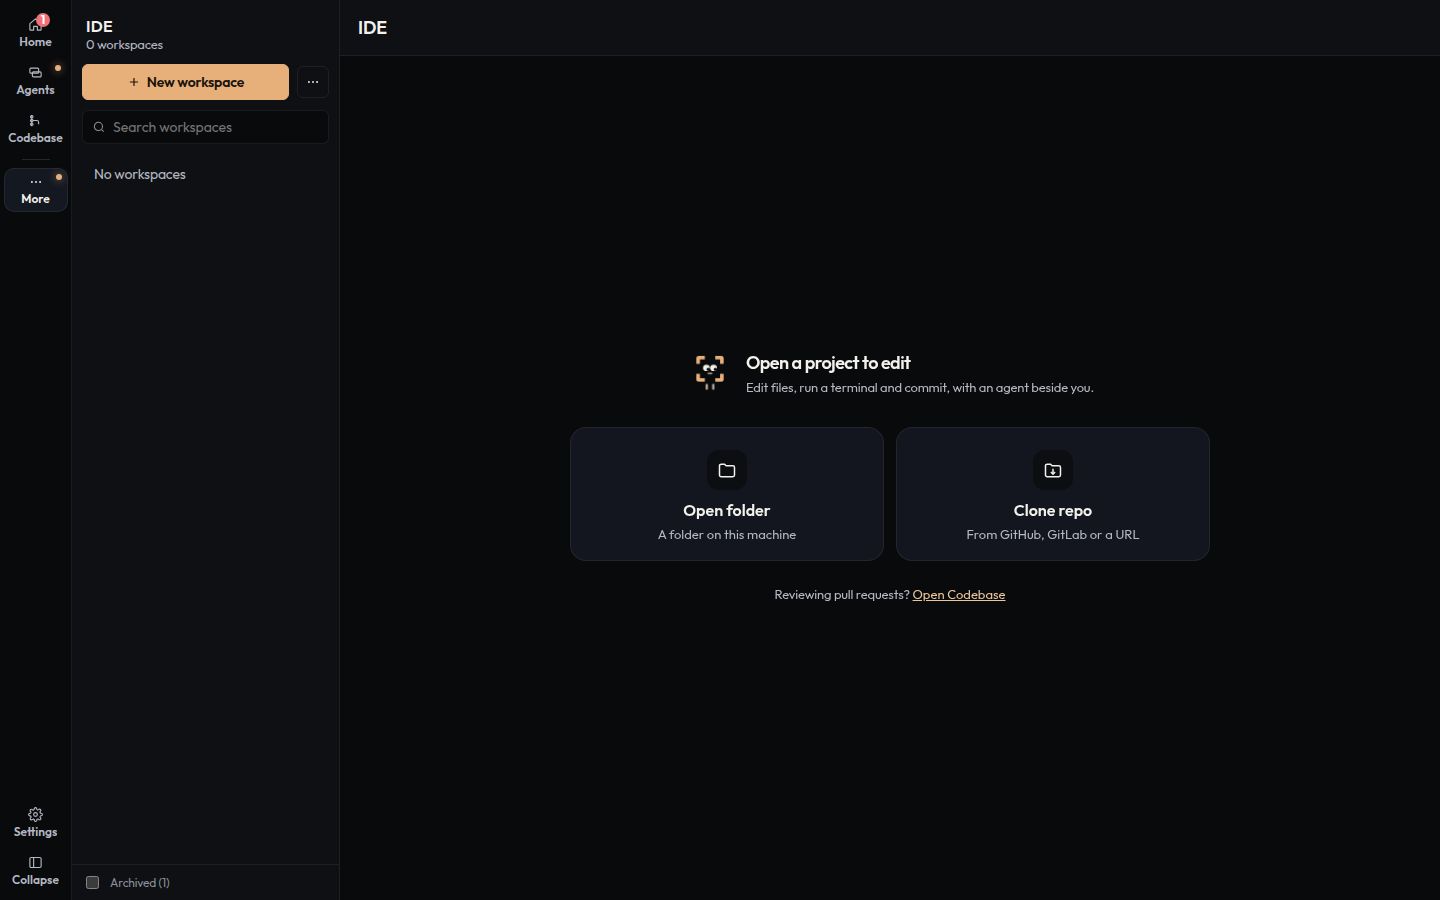 1
Home
Agents
Codebase
More
Settings
Collapse
IDE
0 workspaces
+ New workspace
Search workspaces
No workspaces
Archived (1)
IDE
Open a project to edit
Edit files, run a terminal and commit, with an agent beside you.
Open folder
A folder on this machine
Clone repo
From GitHub, GitLab or a URL
Reviewing pull requests? Open Codebase